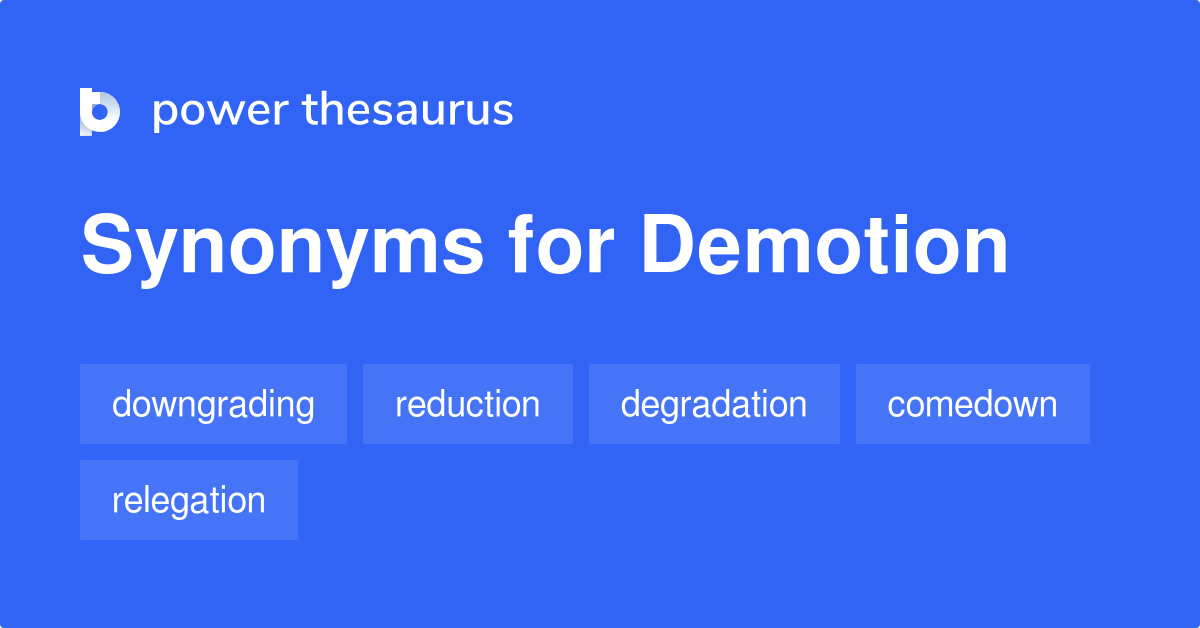 power thesaurus
Synonyms for Demotion
downgrading reduction degradation comedown
relegation